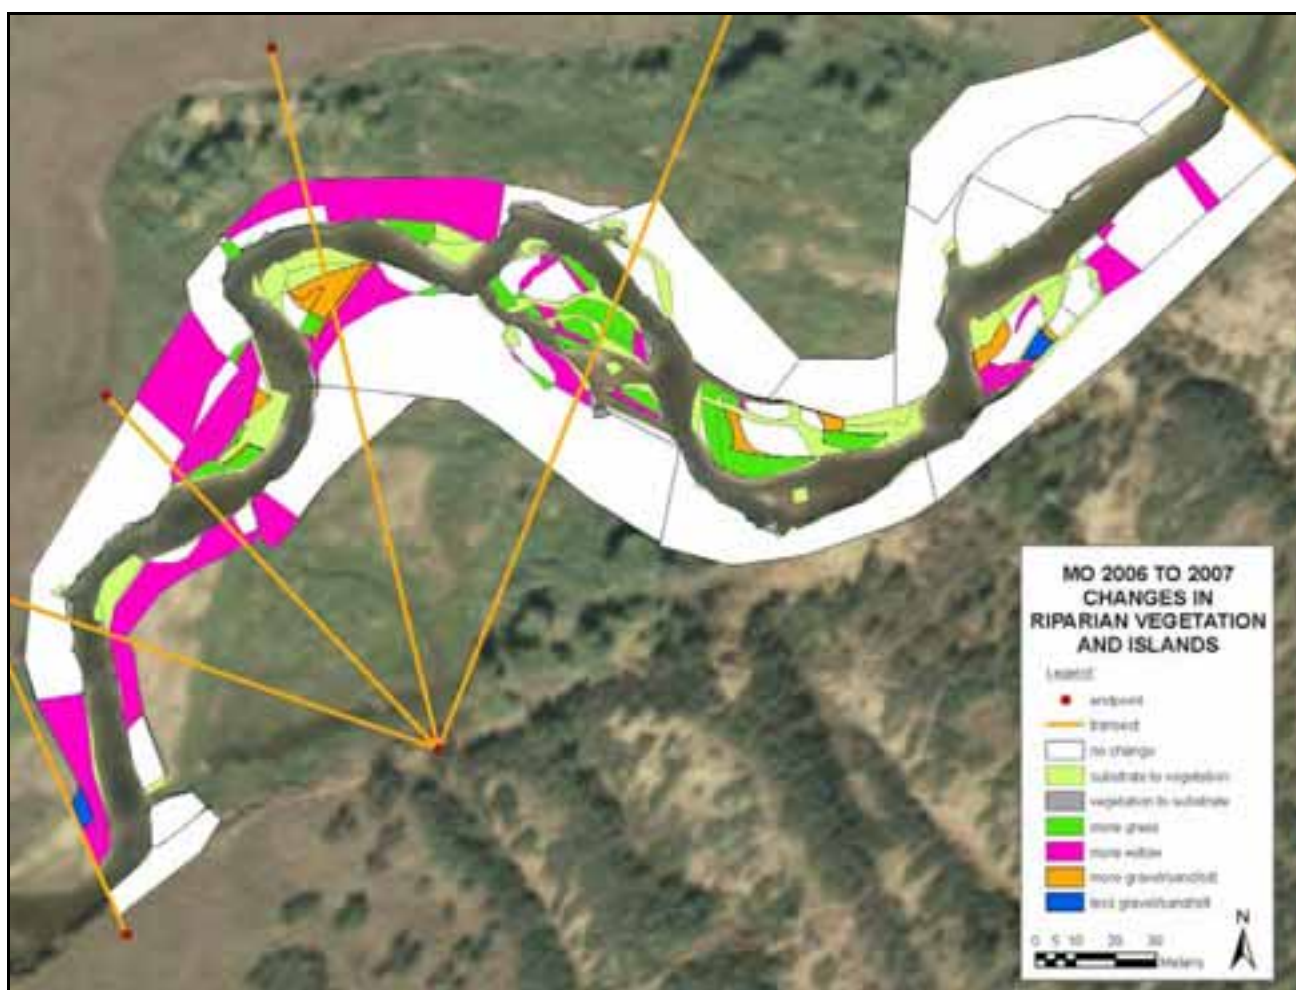 MO 2006 TO 2007
CHANGES IN
RIPARIAN VEGETATION
AND ISLANDS
Legend
endpoint
transect
no change
substrate to vegetation
vegetation to substrate
more grass
more willow
more gravel/sand/silt
less gravel/sand/silt
N
0 5 10 20 30
Meters